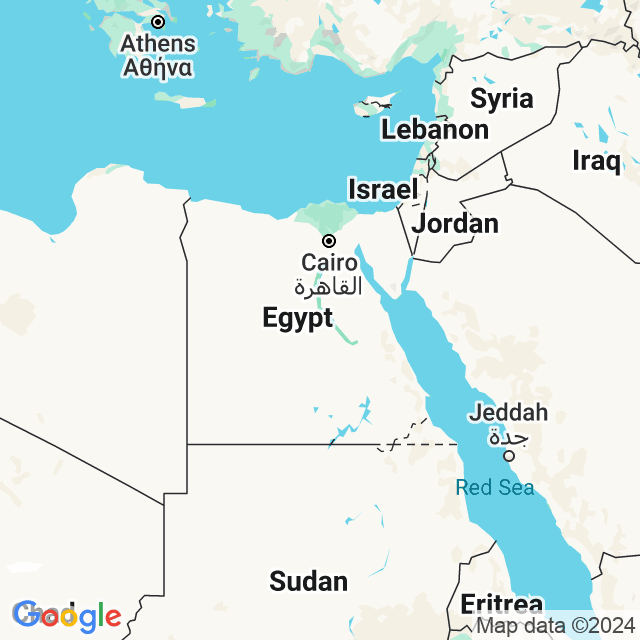 Athens
Αθήνα
Syria
Lebanon
Iraq
Israel
Jordan
Cairo
القاهرة
Egypt
Jeddah
جدة
Red Sea
Sudan
Eritrea
Chad
Google
Map data ©2024